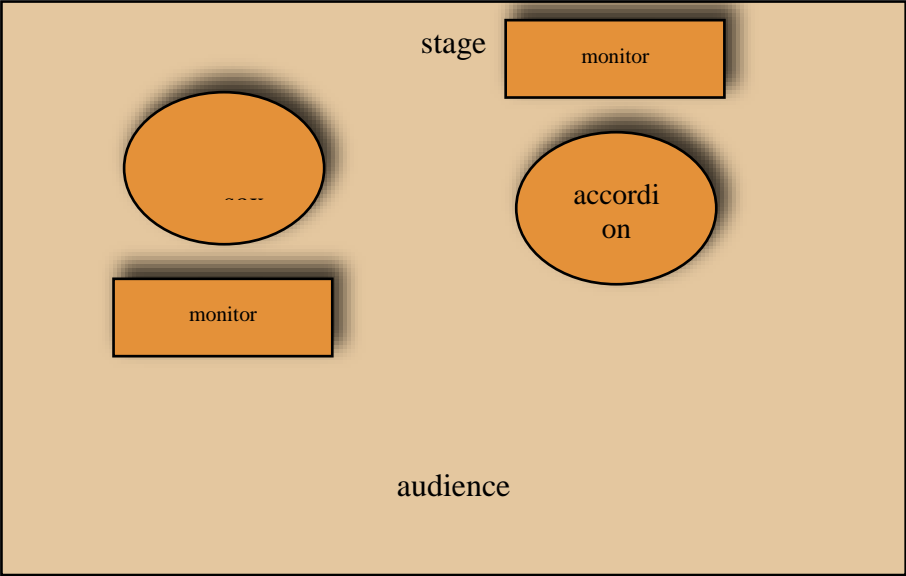 stage
monitor
accordi
on
monitor
audience